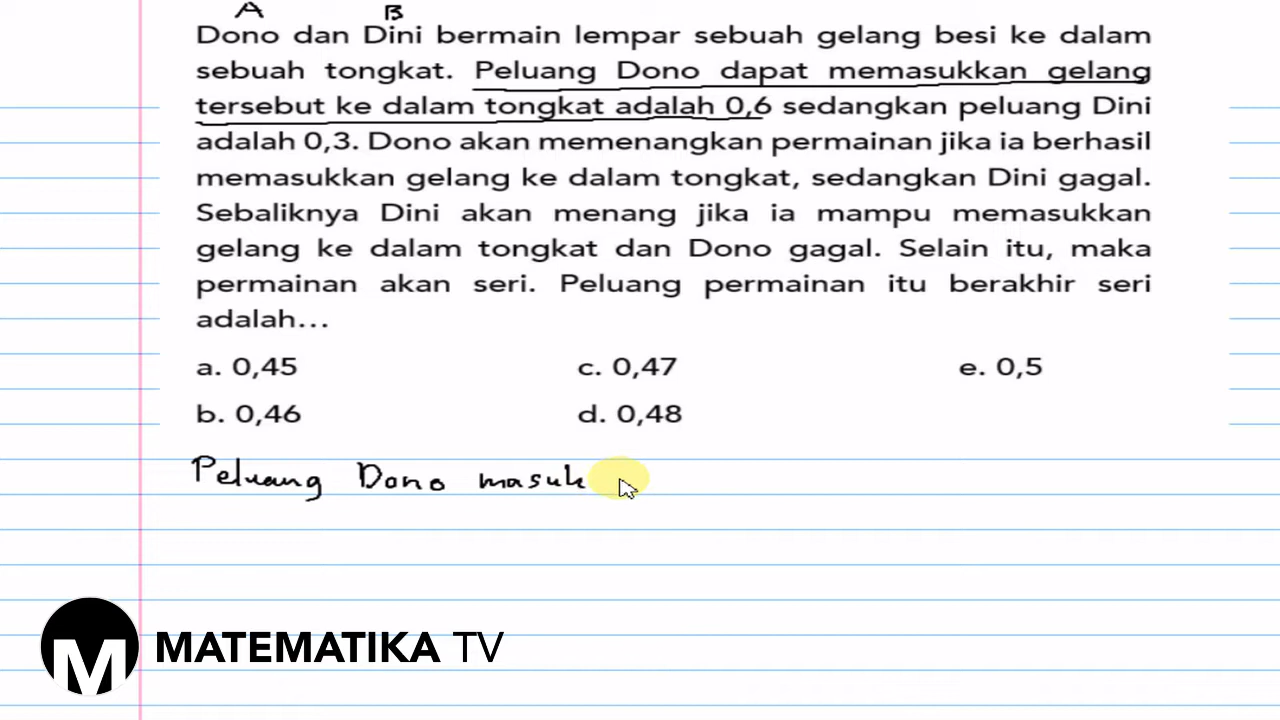 A B
Dono dan Dini bermain lempar sebuah gelang besi ke dalam
sebuah tongkat. Peluang Dono dapat memasukkan gelang
tersebut ke dalam tongkat adalah 0,6 sedangkan peluang Dini
adalah 0,3. Dono akan memenangkan permainan jika ia berhasil
memasukkan gelang ke dalam tongkat, sedangkan Dini gagal.
Sebaliknya Dini akan menang jika ia mampu memasukkan
gelang ke dalam tongkat dan Dono gagal. Selain itu, maka
permainan akan seri. Peluang permainan itu berakhir seri
adalah...
a. 0,45 c. 0,47 e. 0,5
b. 0,46 d. 0,48
Peluang Dono masuk
M MATEMATIKA TV